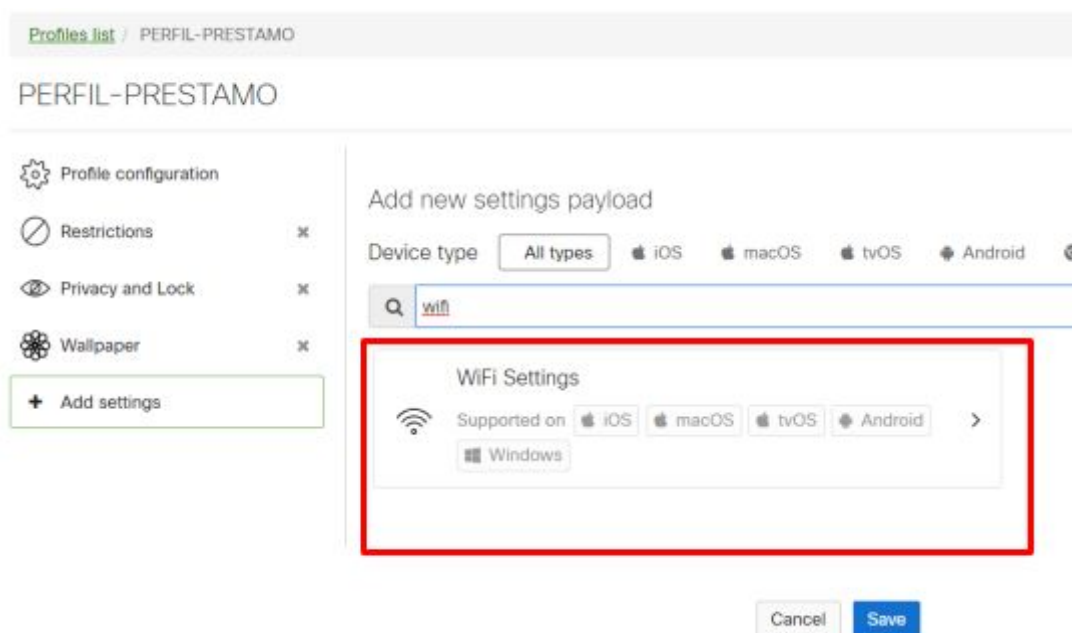 Profiles list / PERFIL-PRESTAMO
PERFIL-PRESTAMO
Profile configuration
Restrictions
Privacy and Lock
Wallpaper
+ Add settings
Add new settings payload
Device type All types iOS macOS tvOS Android
wifi
WiFi Settings
Supported on iOS macOS tvOS Android
Windows
Cancel Save